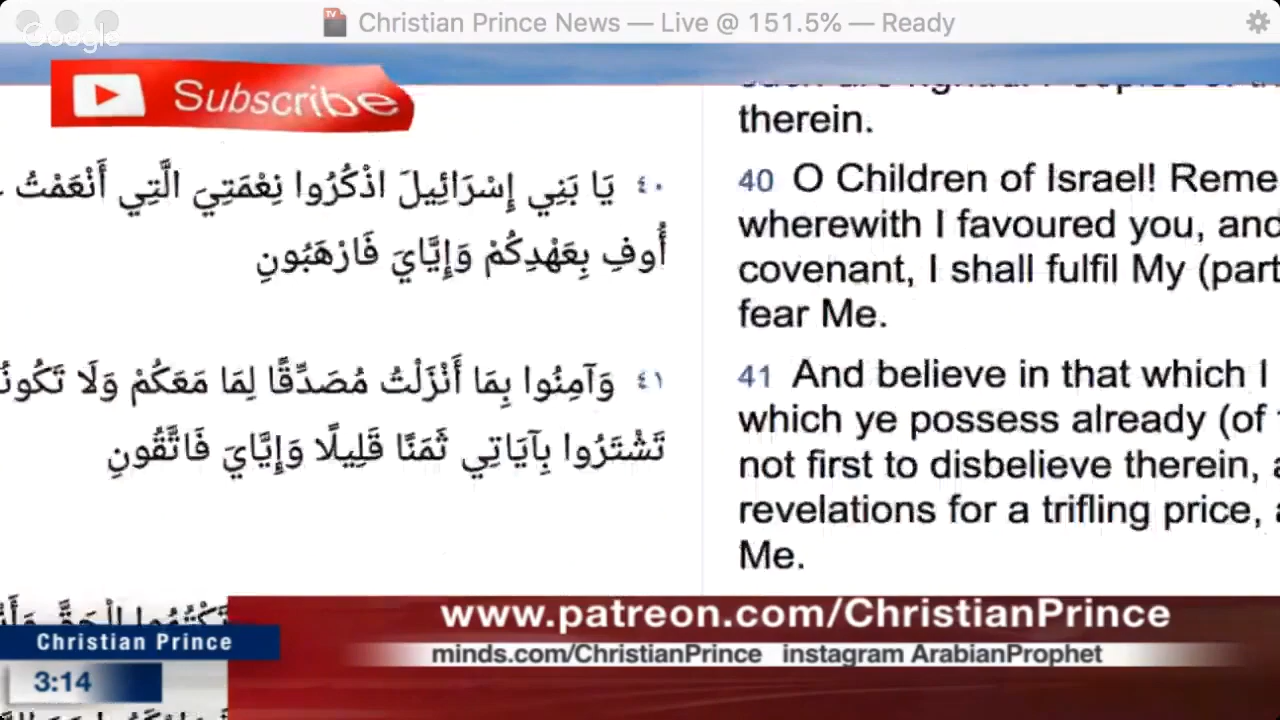 Christian Prince News — Live @ 151.5% — Ready
Google
Subscribe
therein.
٤٠ يَا بَنِي إِسْرَائِيلَ اذْكُرُوا نِعْمَتِيَ الَّتِي أَنْعَمْتُ
أُوفِ بِعَهْدِكُمْ وَإِيَّايَ فَارْهَبُونِ
٤١ وَآمِنُوا بِمَا أَنْزَلْتُ مُصَدِّقًا لِمَا مَعَكُمْ وَلَا
تَشْتَرُوا بِآيَاتِي ثَمَنًا قَلِيلًا وَإِيَّايَ فَاتَّقُونِ
40 O Children of Israel!
wherewith I favoured you, and
covenant, I shall fulfil My (part
fear Me.
41 And believe in that which I
which ye possess already (of
not first to disbelieve therein,
revelations for a trifling price,
Me.
www.patreon.com/ChristianPrince
minds.com/ChristianPrince instagram ArabianProphet
Christian Prince
3:14